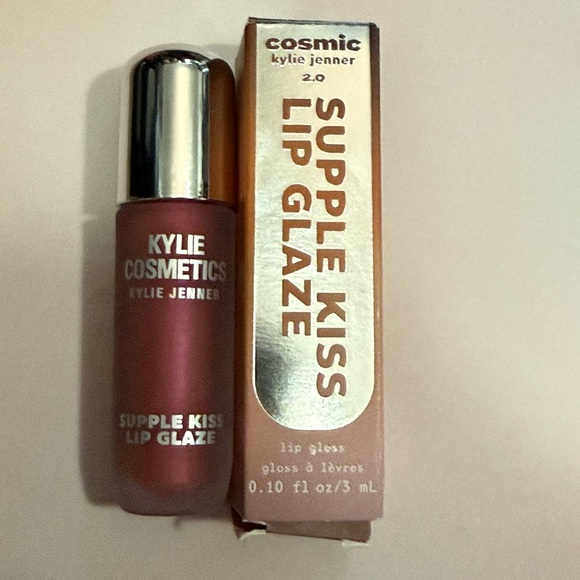 KYLIE
COSMETICS
KYLIE JENNER
SUPPLE KISS
LIP GLAZE
cosmic
kylie jenner
2.0
SUPPLE KISS
LIP GLAZE
lip gloss
gloss à lèvres
0.10 fl oz/3 mL